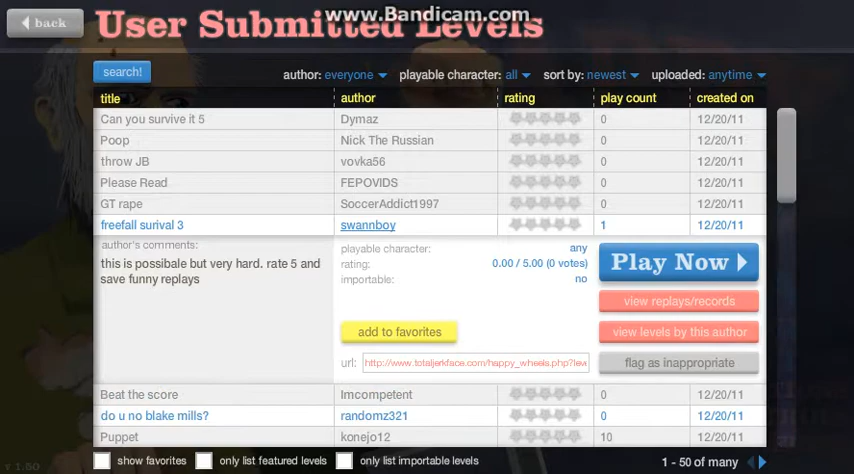 www.Bandicam.com
back
User Submitted Levels
search!
author: everyone playable character: all sort by: newest uploaded: anytime
title author rating play count created on
Can you survive it 5 Dymaz 0 12/20/11
Poop Nick The Russian 0 12/20/11
throw JB vovka56 0 12/20/11
Please Read FEPOVIDS 0 12/20/11
GT rape SoccerAddict1997 0 12/20/11
freefall surival 3 swannboy 1 12/20/11
author's comments:
this is possibale but very hard. rate 5 and
save funny replays
playable character: any
rating: 0.00 / 5.00 (0 votes)
importable: no
add to favorites
url: http://www.totaljerkface.com/happy_wheels.php?leve
Play Now
view replays/records
view levels by this author
flag as inappropriate
Beat the score Imcompetent 0 12/20/11
do u no blake mills? randomz321 0 12/20/11
Puppet konejo12 10 12/20/11
show favorites only list featured levels only list importable levels 1 - 50 of many
v 1.50